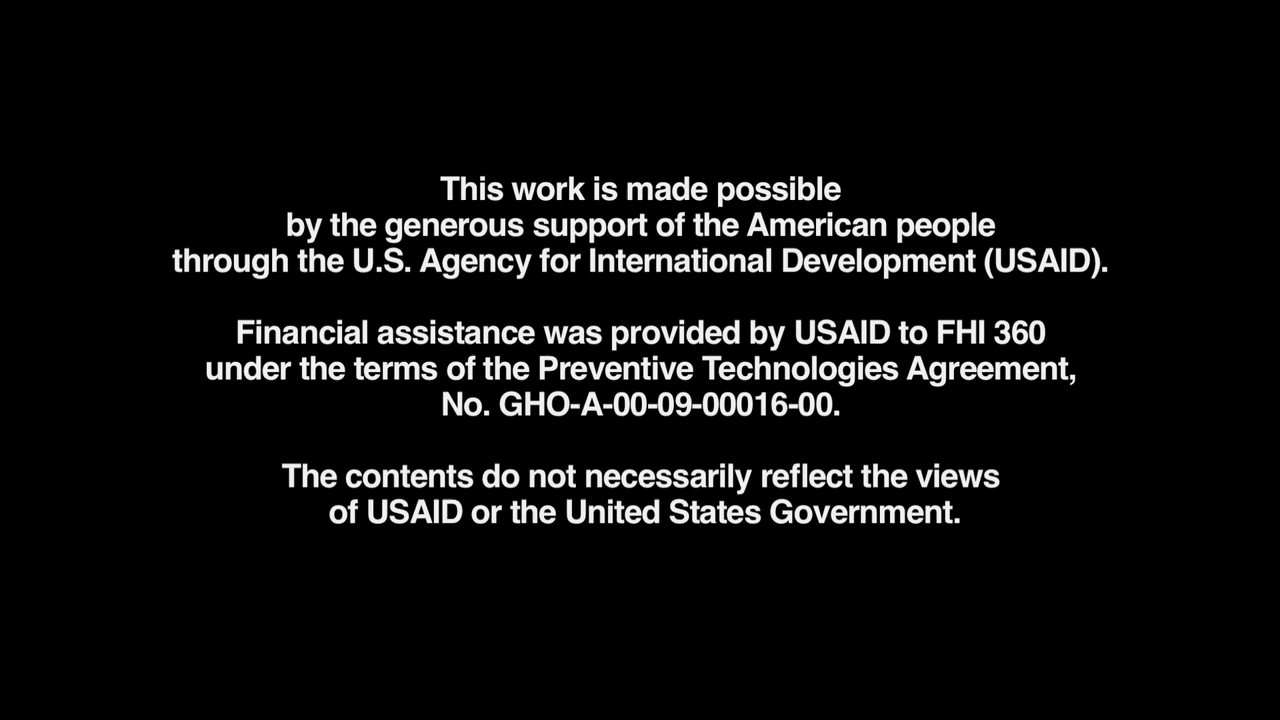 This work is made possible
by the generous support of the American people
through the U.S. Agency for International Development (USAID).
Financial assistance was provided by USAID to FHI 360
under the terms of the Preventive Technologies Agreement,
No. GHO-A-00-09-00016-00.
The contents do not necessarily reflect the views
of USAID or the United States Government.